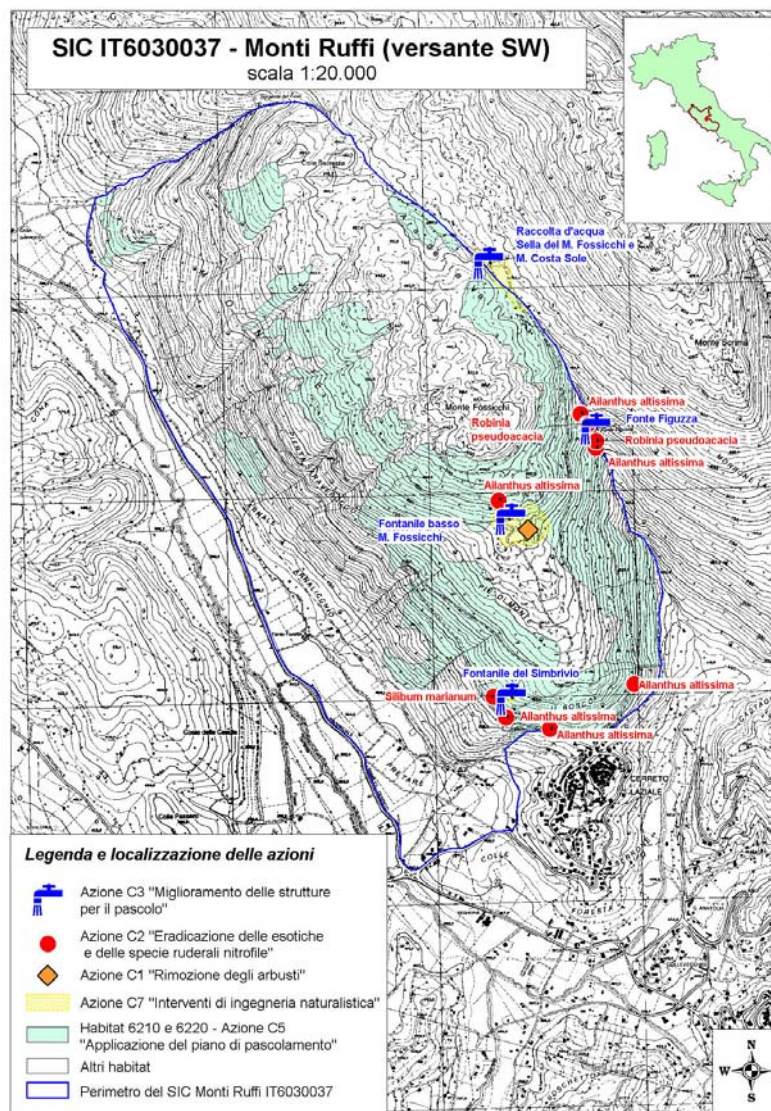 SIC IT6030037 - Monti Ruffi (versante SW)
scala 1:20.000
Raccolta d'acqua
Sella del M. Fossicchi e
M. Costa Sole
Monte Scrima
Ailanthus altissima
Monte Fossicchi
Fonte Figuzza
Robinia
pseudoacacia
Robinia pseudoacacia
Ailanthus altissima
Ailanthus altissima
Fontanile basso
M. Fossicchi
Fontanile del Simbrivio
Ailanthus altissima
Silibum marianum
Ailanthus altissima
Ailanthus altissima
CERRETO
LAZIALE
COLLE
Legenda e localizzazione delle azioni
Azione C3 "Miglioramento delle strutture
per il pascolo"
Azione C2 "Eradicazione delle esotiche
e delle specie ruderali nitrofile"
Azione C1 "Rimozione degli arbusti"
Azione C7 "Interventi di ingegneria naturalistica"
Habitat 6210 e 6220 - Azione C5
"Applicazione del piano di pascolamento"
Altri habitat
Perimetro del SIC Monti Ruffi IT6030037
N
W E
S